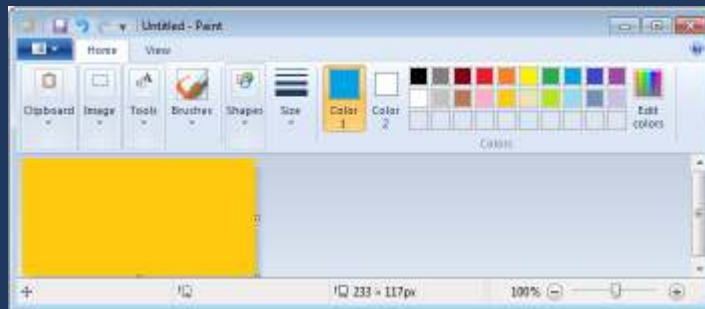 Untitled - Paint
Home View
Clipboard Image Tools Brushes Shapes Size Color 1 Color 2 Edit colors
Colors
233 × 117px 100%